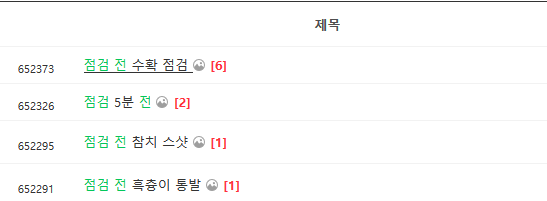 제목
652373 점검 전 수확 점검 [6]
652326 점검 5분 전 [2]
652295 점검 전 참치 스샷 [1]
652291 점검 전 흑층이 통발 [1]